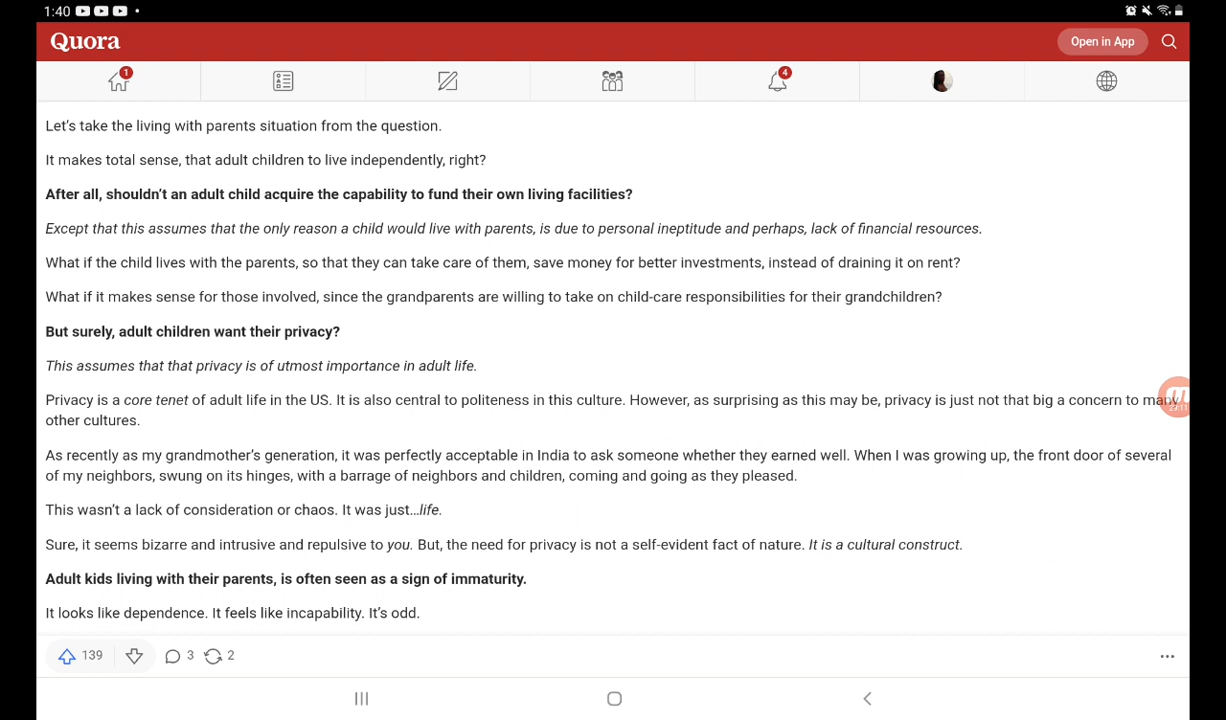 1:40
Quora
Open in App
1
4
Let's take the living with parents situation from the question.
It makes total sense, that adult children to live independently, right?
After all, shouldn't an adult child acquire the capability to fund their own living facilities?
Except that this assumes that the only reason a child would live with parents, is due to personal ineptitude and perhaps, lack of financial resources.
What if the child lives with the parents, so that they can take care of them, save money for better investments, instead of draining it on rent?
What if it makes sense for those involved, since the grandparents are willing to take on child-care responsibilities for their grandchildren?
But surely, adult children want their privacy?
This assumes that that privacy is of utmost importance in adult life.
Privacy is a core tenet of adult life in the US. It is also central to politeness in this culture. However, as surprising as this may be, privacy is just not that big a concern to many
other cultures.
As recently as my grandmother's generation, it was perfectly acceptable in India to ask someone whether they earned well. When I was growing up, the front door of several
of my neighbors, swung on its hinges, with a barrage of neighbors and children, coming and going as they pleased.
This wasn't a lack of consideration or chaos. It was just...life.
Sure, it seems bizarre and intrusive and repulsive to you. But, the need for privacy is not a self-evident fact of nature. It is a cultural construct.
Adult kids living with their parents, is often seen as a sign of immaturity.
It looks like dependence. It feels like incapability. It's odd.
139
3
2